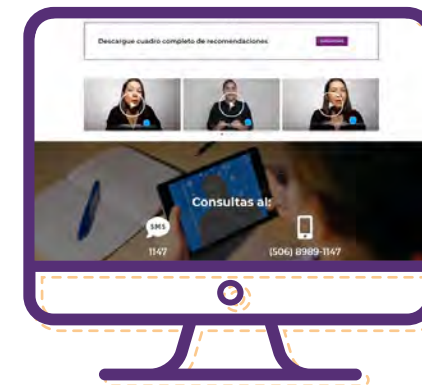 Descargue cuadro completo de recomendaciones
Consultas al:
SMS
1147
(506) 8989-1147